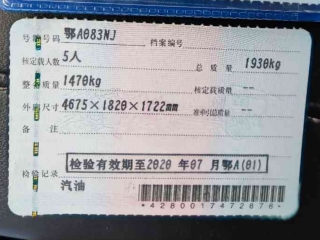 号牌号码 鄂A083NJ 档案编号
核定载人数 5人 总质量 1930kg
整备质量 1470kg 核定载质量 --
外廓尺寸 4675×1820×1722mm 准牵引总质量 --
备注
检验有效期至2020年07月鄂A(01)
检验记录
汽油
*4280017472676*